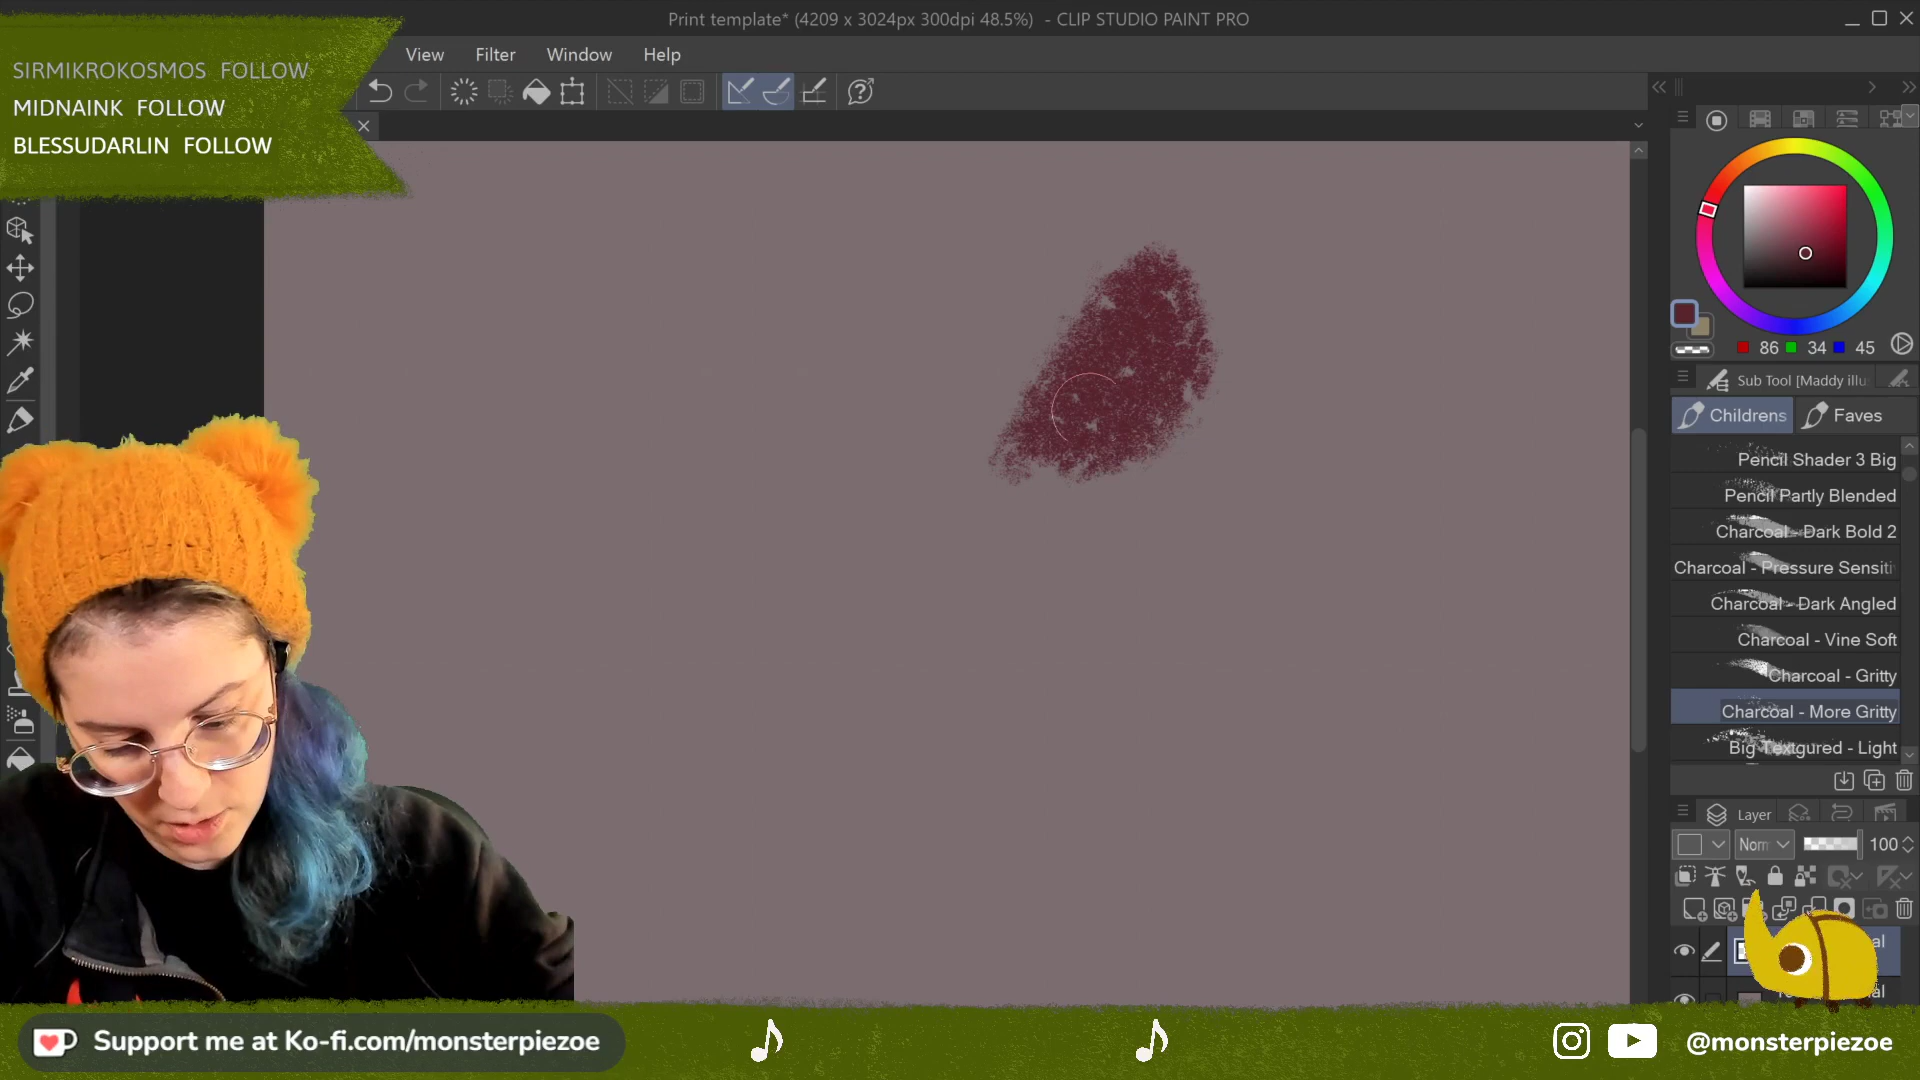 Print template* (4209 x 3024px 300dpi 48.5%) - CLIP STUDIO PAINT PRO
View Filter Window Help
SIRMIKROKOSMOS FOLLOW
MIDNAINK FOLLOW
BLESSUDARLIN FOLLOW
86 34 45
Sub Tool [Maddy illu
Childrens Faves
Pencil Shader 3 Big
Pencil Partly Blended
Charcoal - Dark Bold 2
Charcoal - Pressure Sensiti
Charcoal - Dark Angled
Charcoal - Vine Soft
Charcoal - Gritty
Charcoal - More Gritty
Big Textgured - Light
Layer
Norm 100
al
al
Support me at Ko-fi.com/monsterpiezoe
@monsterpiezoe